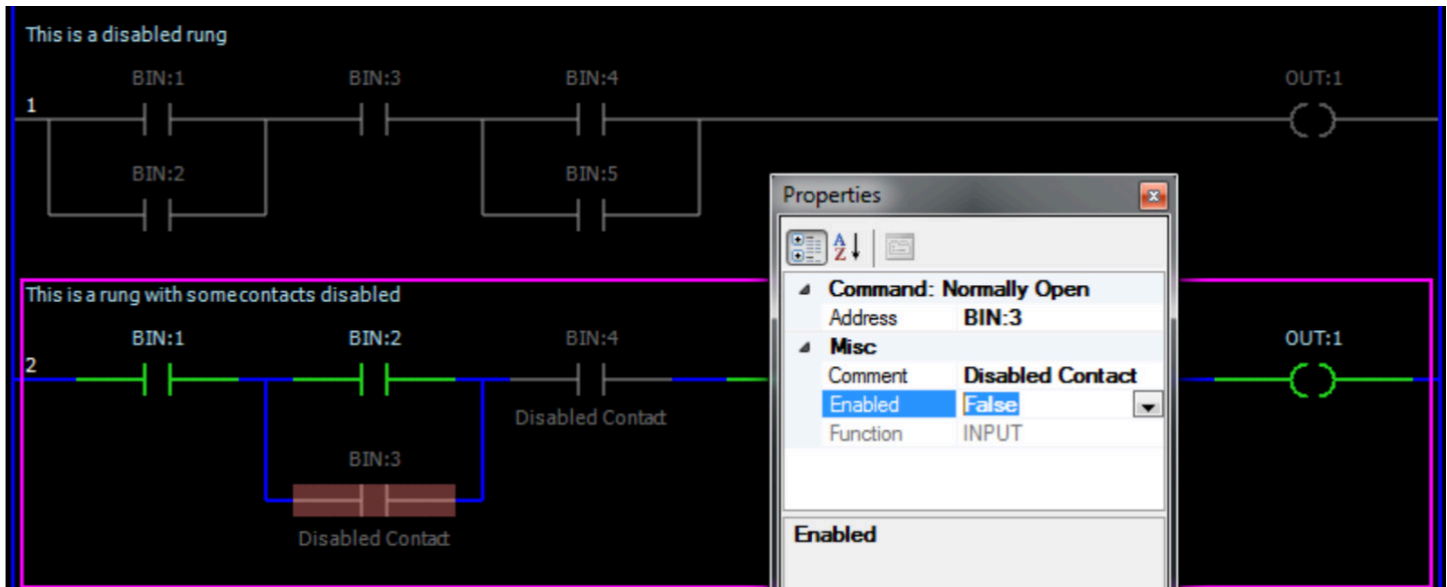 This is a disabled rung
BIN:1 BIN:3 BIN:4 OUT:1
1
BIN:2 BIN:5
Properties
Command: Normally Open
Address BIN:3
Misc
Comment Disabled Contact
Enabled False
Function INPUT
Enabled
This is a rung with some contacts disabled
BIN:1 BIN:2 BIN:4 OUT:1
2
Disabled Contact
BIN:3
Disabled Contact